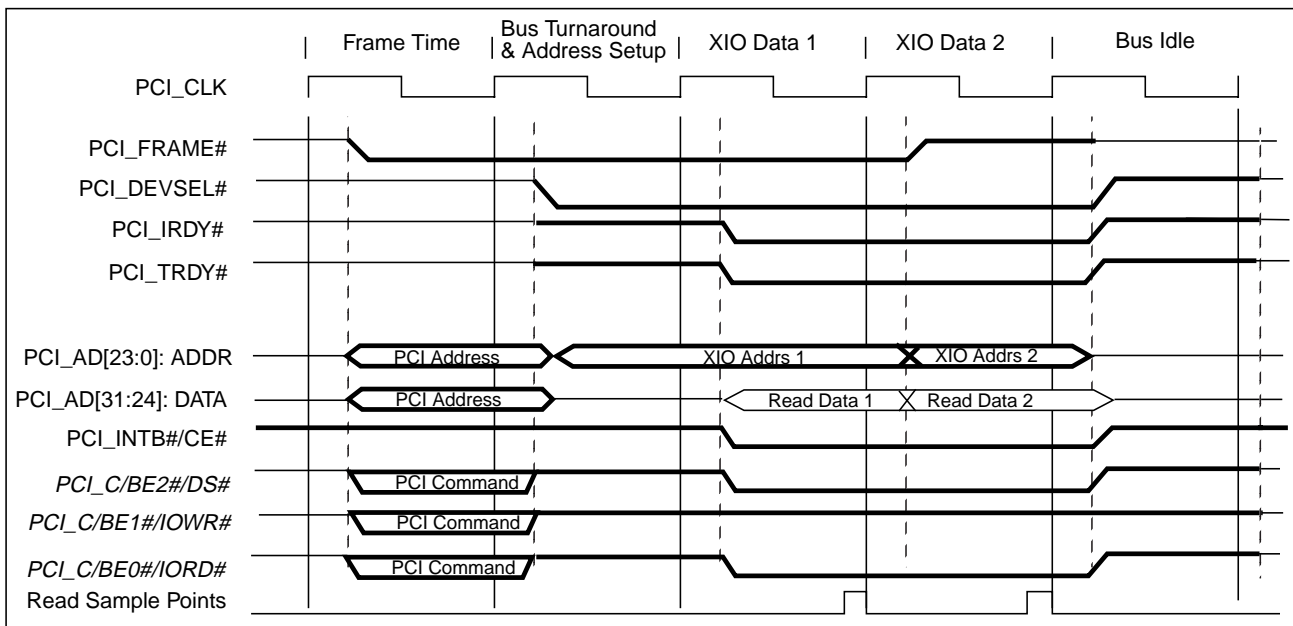 Frame Time
Bus Turnaround
& Address Setup
XIO Data 1
XIO Data 2
Bus Idle
PCI_CLK
PCI_FRAME#
PCI_DEVSEL#
PCI_IRDY#
PCI_TRDY#
PCI_AD[23:0]: ADDR
PCI Address
XIO Addrs 1
XIO Addrs 2
PCI_AD[31:24]: DATA
PCI Address
Read Data 1
Read Data 2
PCI_INTB#/CE#
PCI_C/BE2#/DS#
PCI Command
PCI_C/BE1#/IOWR#
PCI Command
PCI_C/BE0#/IORD#
PCI Command
Read Sample Points